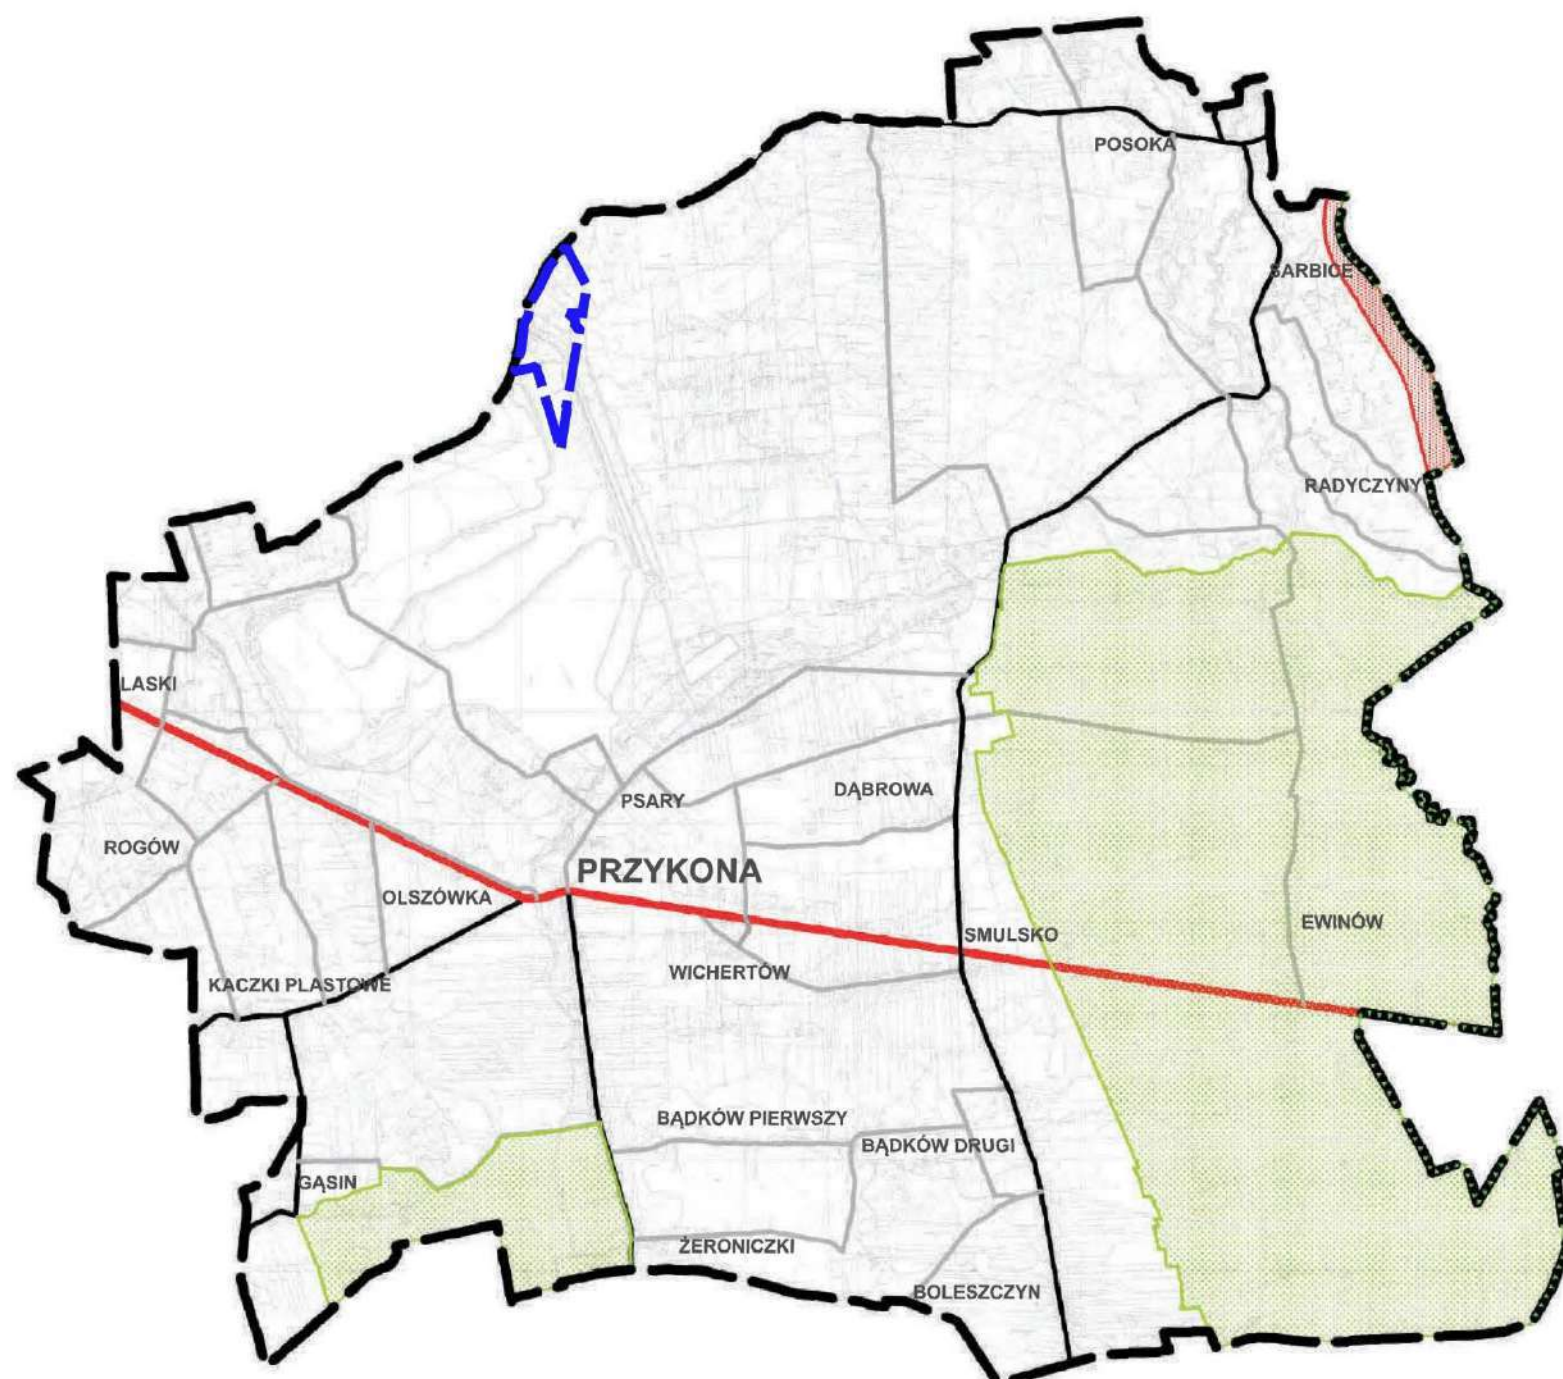 POSOKA
SARBICE
RADYCZYNY
LASKI
DĄBROWA
PSARY
ROGÓW
PRZYKONA
OLSZÓWKA
EWINÓW
SMULSKO
WICHERTÓW
KACZKI PLASTOWE
BĄDKÓW PIERWSZY
BĄDKÓW DRUGI
GĄSIN
ŻERONICZKI
BOLESZCZYN